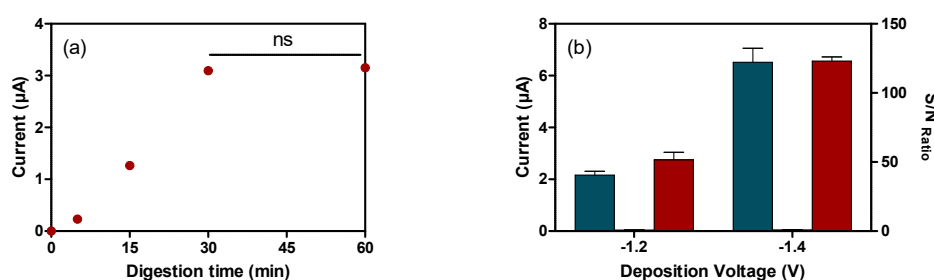 (a)
ns
Current (µA)
4
3
2
1
0
0 15 30 45 60
Digestion time (min)
(b)
Current (µA)
8
6
4
2
0
150
100
50
0
S/N Ratio
-1.2 -1.4
Deposition Voltage (V)